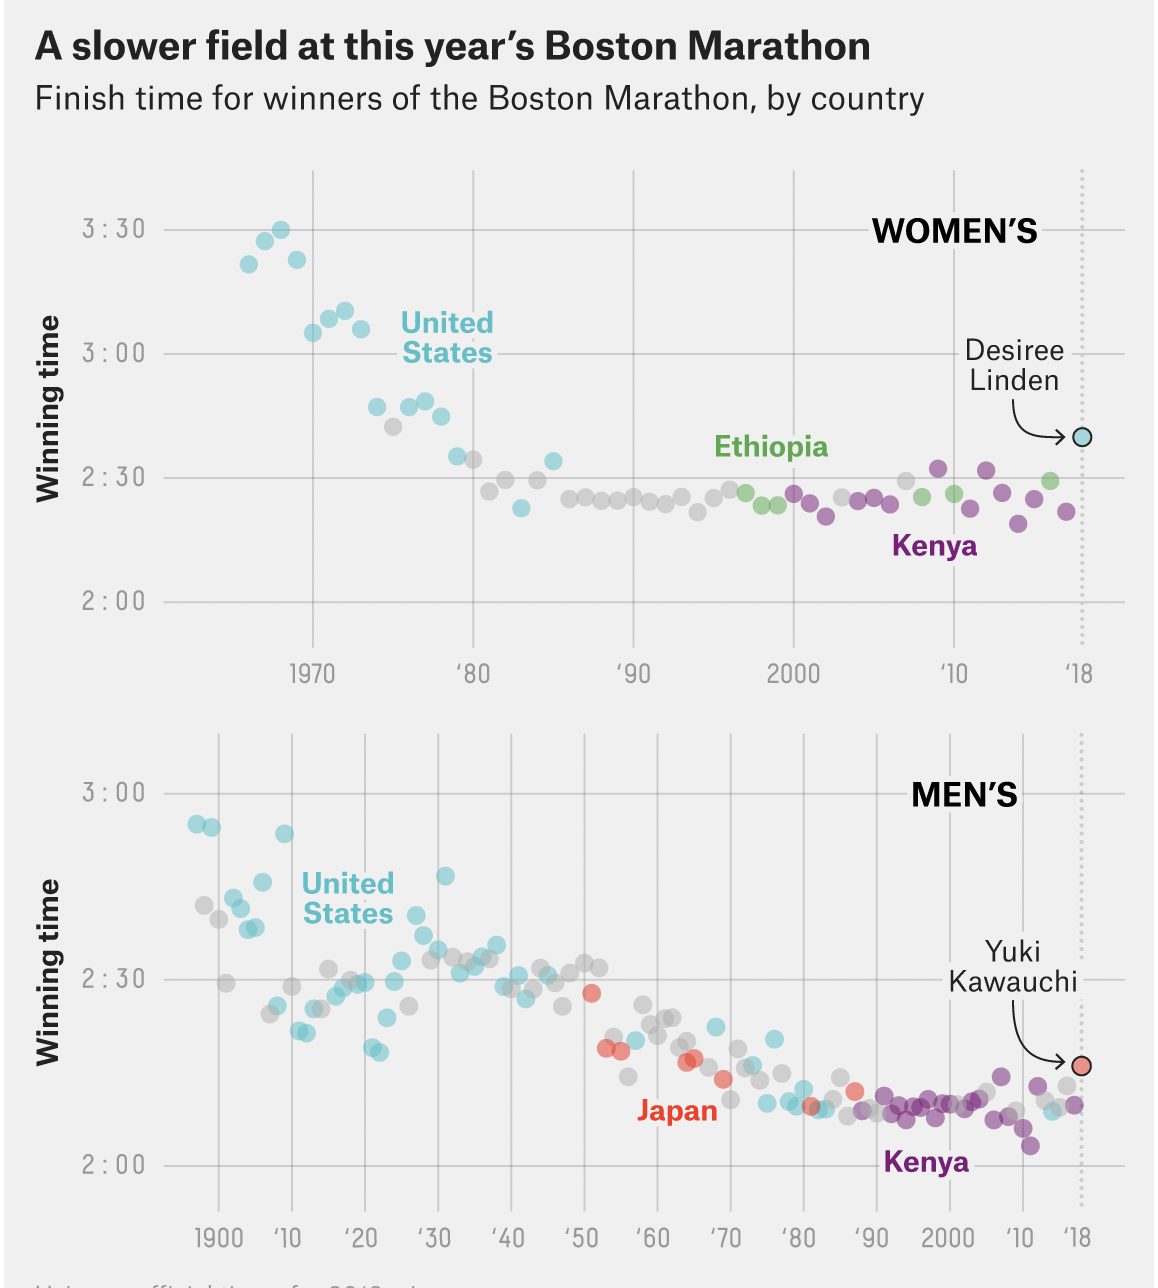 A slower field at this year’s Boston Marathon
Finish time for winners of the Boston Marathon, by country
3:30
WOMEN’S
United
States
3:00
Desiree
Linden
Winning time
Ethiopia
2:30
Kenya
2:00
1970 ‘80 ‘90 2000 ‘10 ‘18
3:00
MEN’S
United
States
Winning time
Yuki
Kawauchi
2:30
Japan
Kenya
2:00
1900 ‘10 ‘20 ‘30 ‘40 ‘50 ‘60 ‘70 ‘80 ‘90 2000 ‘10 ‘18